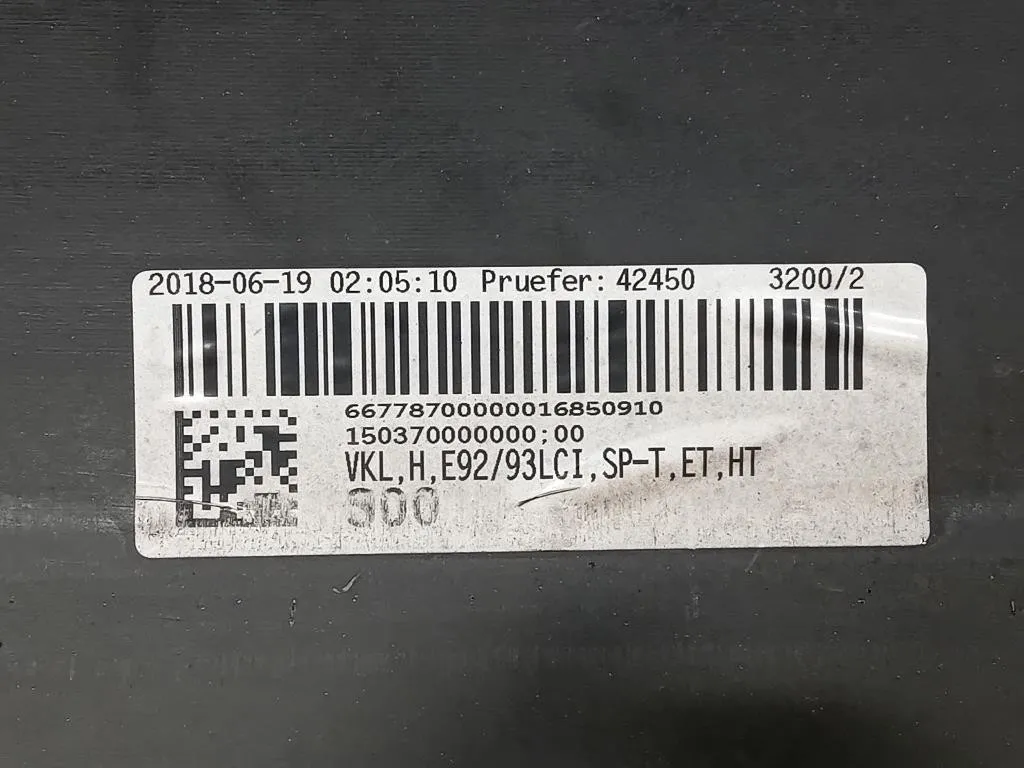 2018-06-19 02:05:10 Pruefer: 42450 3200/2
66778700000016850910
150370000000;00
VKL,H,E92/93LCI,SP-T,ET,HT
S00